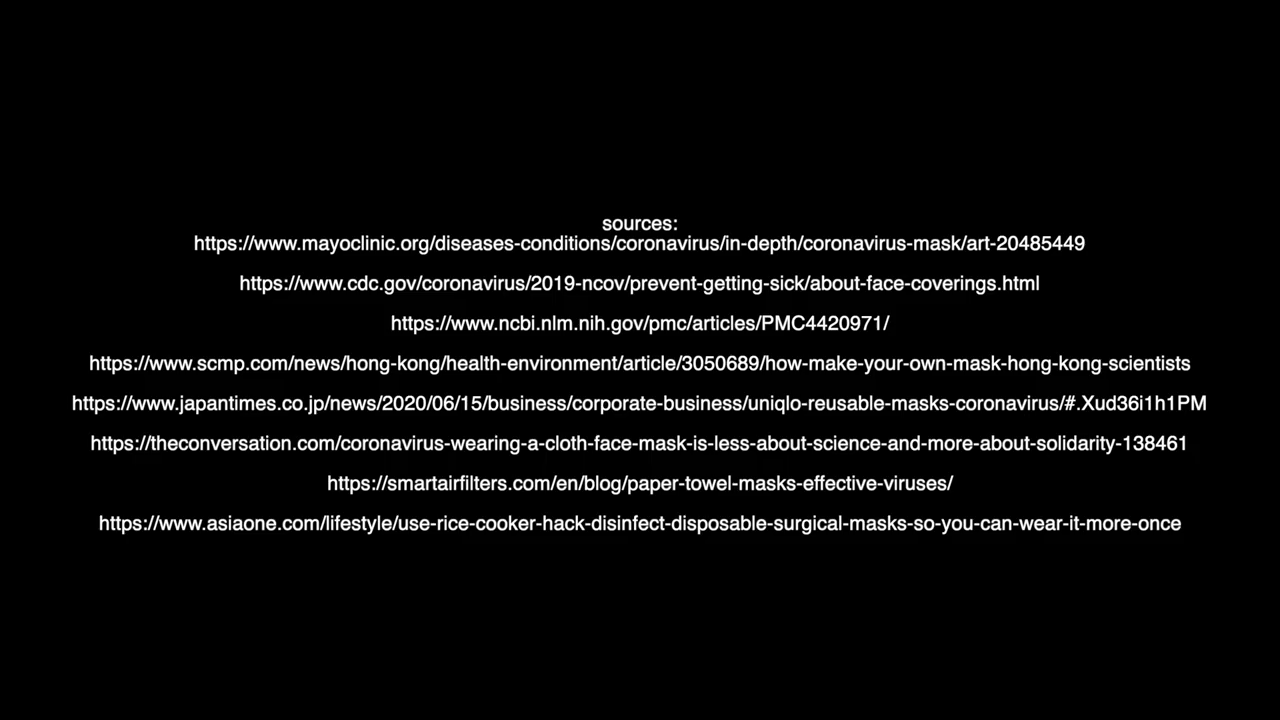 sources:
https://www.mayoclinic.org/diseases-conditions/coronavirus/in-depth/coronavirus-mask/art-20485449
https://www.cdc.gov/coronavirus/2019-ncov/prevent-getting-sick/about-face-coverings.html
https://www.ncbi.nlm.nih.gov/pmc/articles/PMC4420971/
https://www.scmp.com/news/hong-kong/health-environment/article/3050689/how-make-your-own-mask-hong-kong-scientists
https://www.japantimes.co.jp/news/2020/06/15/business/corporate-business/uniqlo-reusable-masks-coronavirus/#.Xud36i1h1PM
https://theconversation.com/coronavirus-wearing-a-cloth-face-mask-is-less-about-science-and-more-about-solidarity-138461
https://smartairfilters.com/en/blog/paper-towel-masks-effective-viruses/
https://www.asiaone.com/lifestyle/use-rice-cooker-hack-disinfect-disposable-surgical-masks-so-you-can-wear-it-more-once